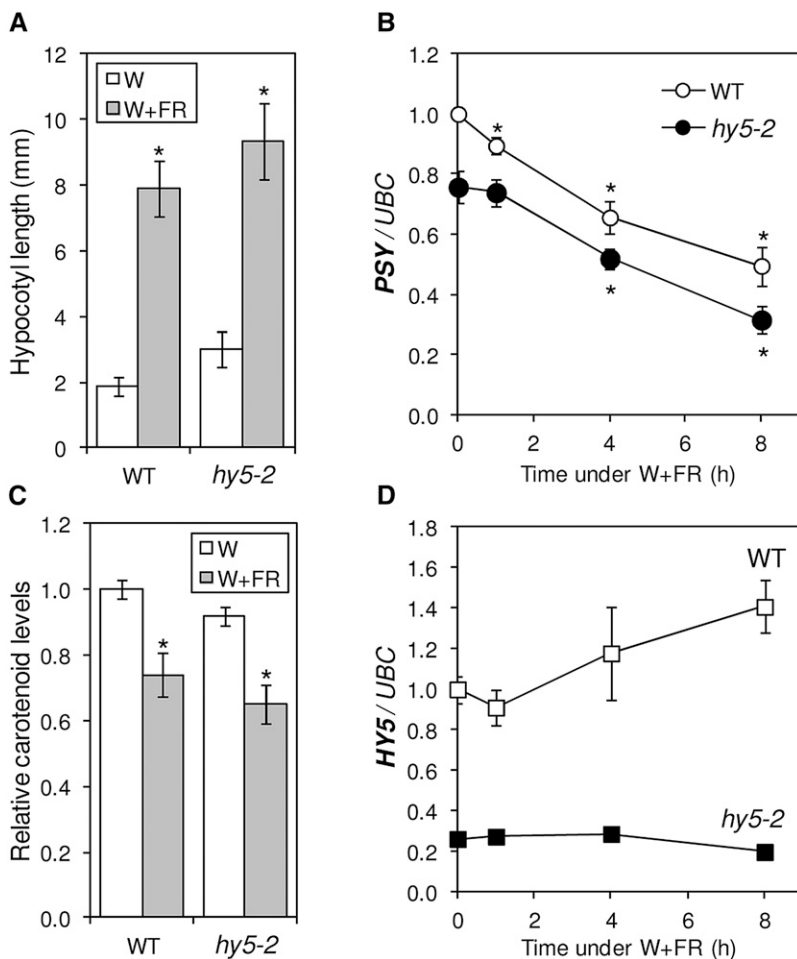 A
Hypocotyl length (mm)
12
10
8
6
4
2
0
W
W+FR
*
*
WT
hy5-2
B
PSY / UBC
1.2
1.0
0.8
0.6
0.4
0.2
0.0
WT
hy5-2
*
*
*
*
*
0
2
4
6
8
Time under W+FR (h)
C
Relative carotenoid levels
1.2
1.0
0.8
0.6
0.4
0.2
0.0
W
W+FR
*
*
WT
hy5-2
D
HY5 / UBC
1.8
1.6
1.4
1.2
1.0
0.8
0.6
0.4
0.2
0.0
WT
hy5-2
0
2
4
6
8
Time under W+FR (h)